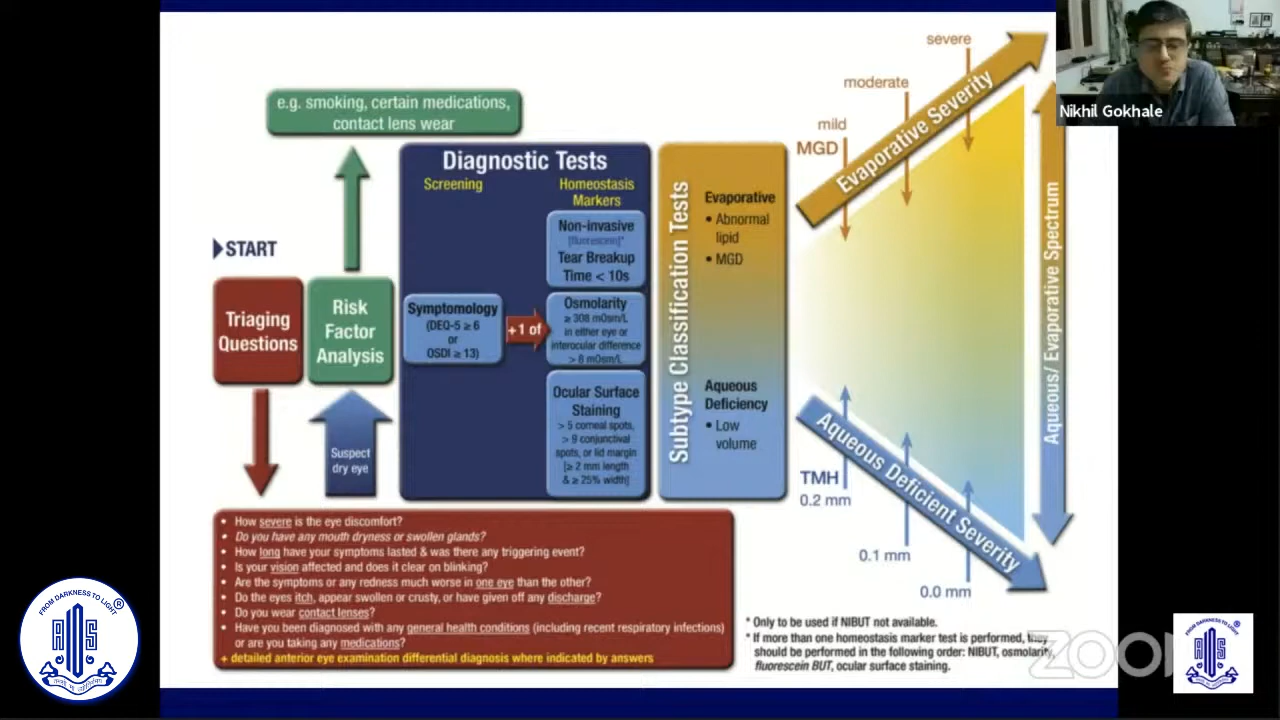 e.g. smoking, certain medications,
contact lens wear
START
Triaging
Questions
Risk
Factor
Analysis
Suspect
dry eye
Diagnostic Tests
Screening
Homeostasis
Markers
Symptomology
(DEQ-5 ≥ 6
or
OSDI ≥ 13)
+1 of
Non-invasive
[fluorescein]*
Tear Breakup
Time < 10s
Osmolarity
≥ 308 mOsm/L
in either eye or
interocular difference
> 8 mOsm/L
Ocular Surface
Staining
> 5 corneal spots,
> 9 conjunctival
spots, or lid margin
[≥ 2 mm length
& ≥ 25% width]
Subtype Classification Tests
Evaporative
• Abnormal
lipid
• MGD
Aqueous
Deficiency
• Low
volume
MGD
mild
moderate
severe
Evaporative Severity
Aqueous/ Evaporative Spectrum
Aqueous Deficient Severity
TMH
0.2 mm
0.1 mm
0.0 mm
• How severe is the eye discomfort?
• Do you have any mouth dryness or swollen glands?
• How long have your symptoms lasted & was there any triggering event?
• Is your vision affected and does it clear on blinking?
• Are the symptoms or any redness much worse in one eye than the other?
• Do the eyes itch, appear swollen or crusty, or have given off any discharge?
• Do you wear contact lenses?
• Have you been diagnosed with any general health conditions (including recent respiratory infections)
or are you taking any medications?
+ detailed anterior eye examination differential diagnosis where indicated by answers
* Only to be used if NIBUT not available.
* If more than one homeostasis marker test is performed, they
should be performed in the following order: NIBUT, osmolarity,
fluorescein BUT, ocular surface staining.
Nikhil Gokhale
zoom
FROM DARKNESS TO LIGHT
®